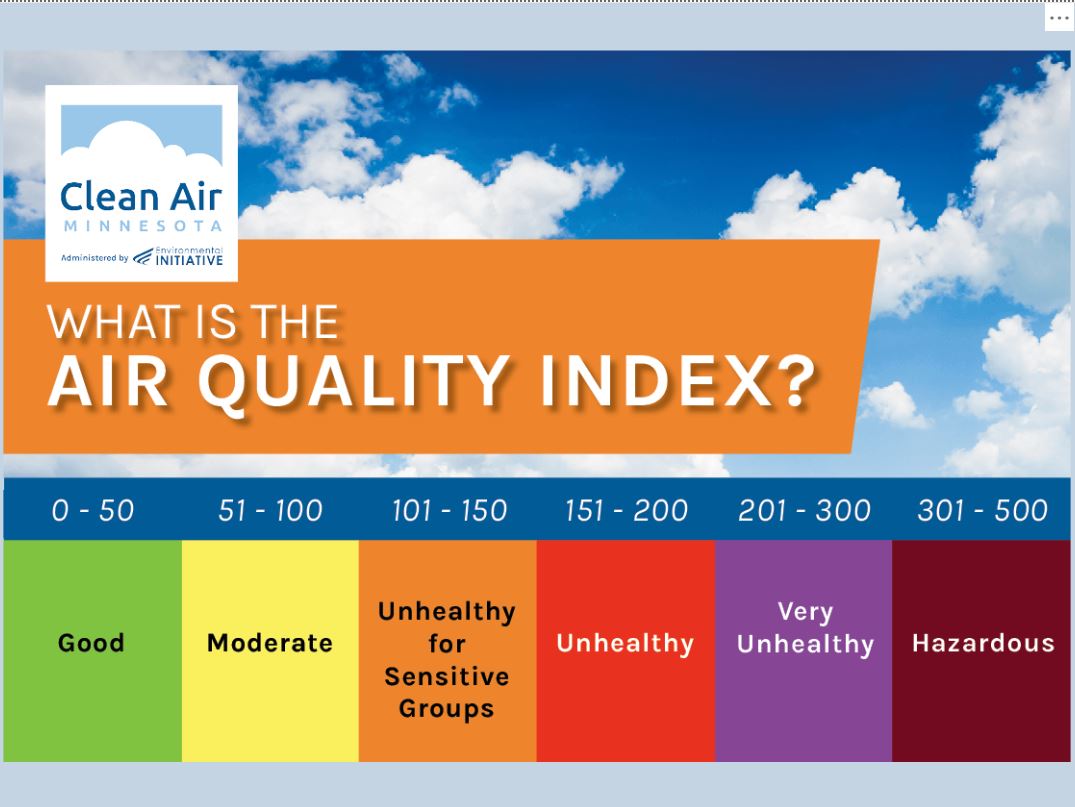 Clean Air
MINNESOTA
Administered by Environmental INITIATIVE
WHAT IS THE
AIR QUALITY INDEX?
0 - 50
51 - 100
101 - 150
151 - 200
201 - 300
301 - 500
Good
Moderate
Unhealthy
for
Sensitive
Groups
Unhealthy
Very
Unhealthy
Hazardous